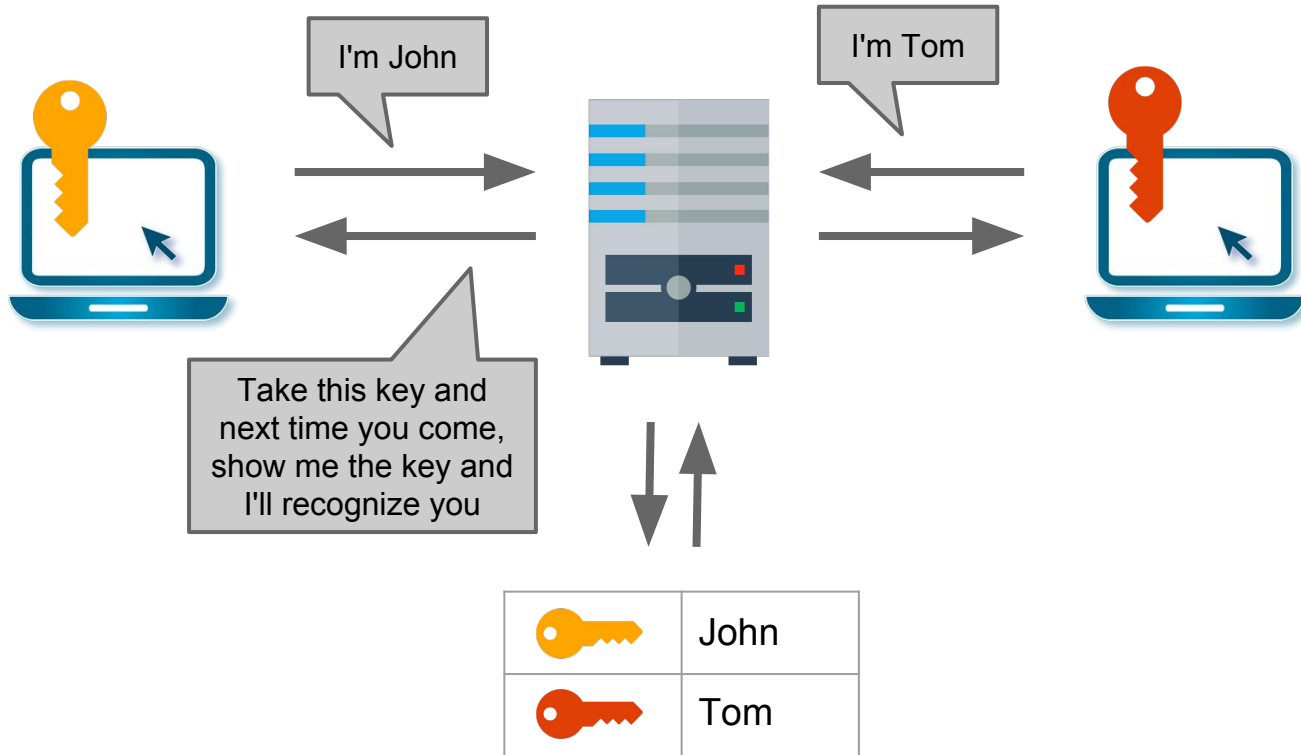 I'm John
I'm Tom
Take this key and
next time you come,
show me the key and
I'll recognize you
John
Tom